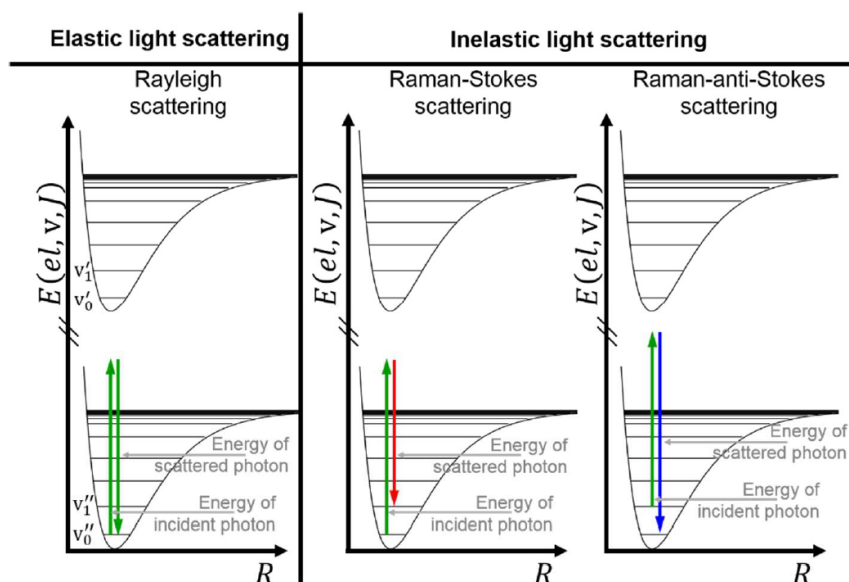 Elastic light scattering
Inelastic light scattering
Rayleigh
scattering
Raman-Stokes
scattering
Raman-anti-Stokes
scattering
E(el, v, J)
v′₁
v′₀
v″₁
v″₀
Energy of
scattered photon
Energy of
incident photon
R
E(el, v, J)
Energy of
scattered photon
Energy of
incident photon
R
E(el, v, J)
Energy of
scattered photon
Energy of
incident photon
R